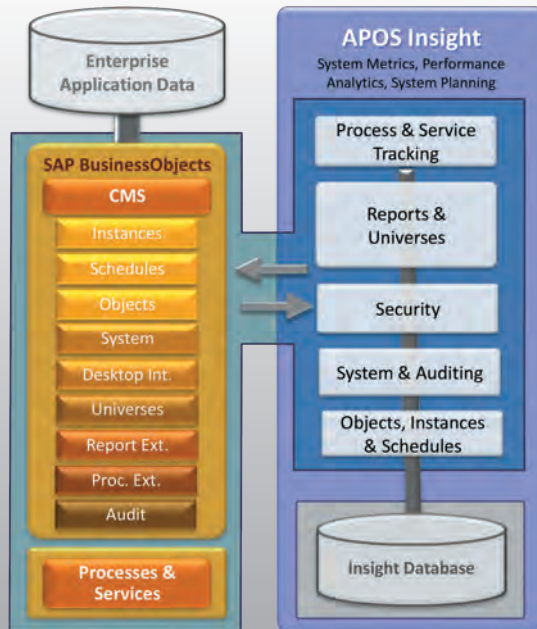 Enterprise
Application Data
SAP BusinessObjects
CMS
Instances
Schedules
Objects
System
Desktop Int.
Universes
Report Ext.
Proc. Ext.
Audit
Processes &
Services
APOS Insight
System Metrics, Performance
Analytics, System Planning
Process & Service
Tracking
Reports &
Universes
Security
System & Auditing
Objects, Instances
& Schedules
Insight Database